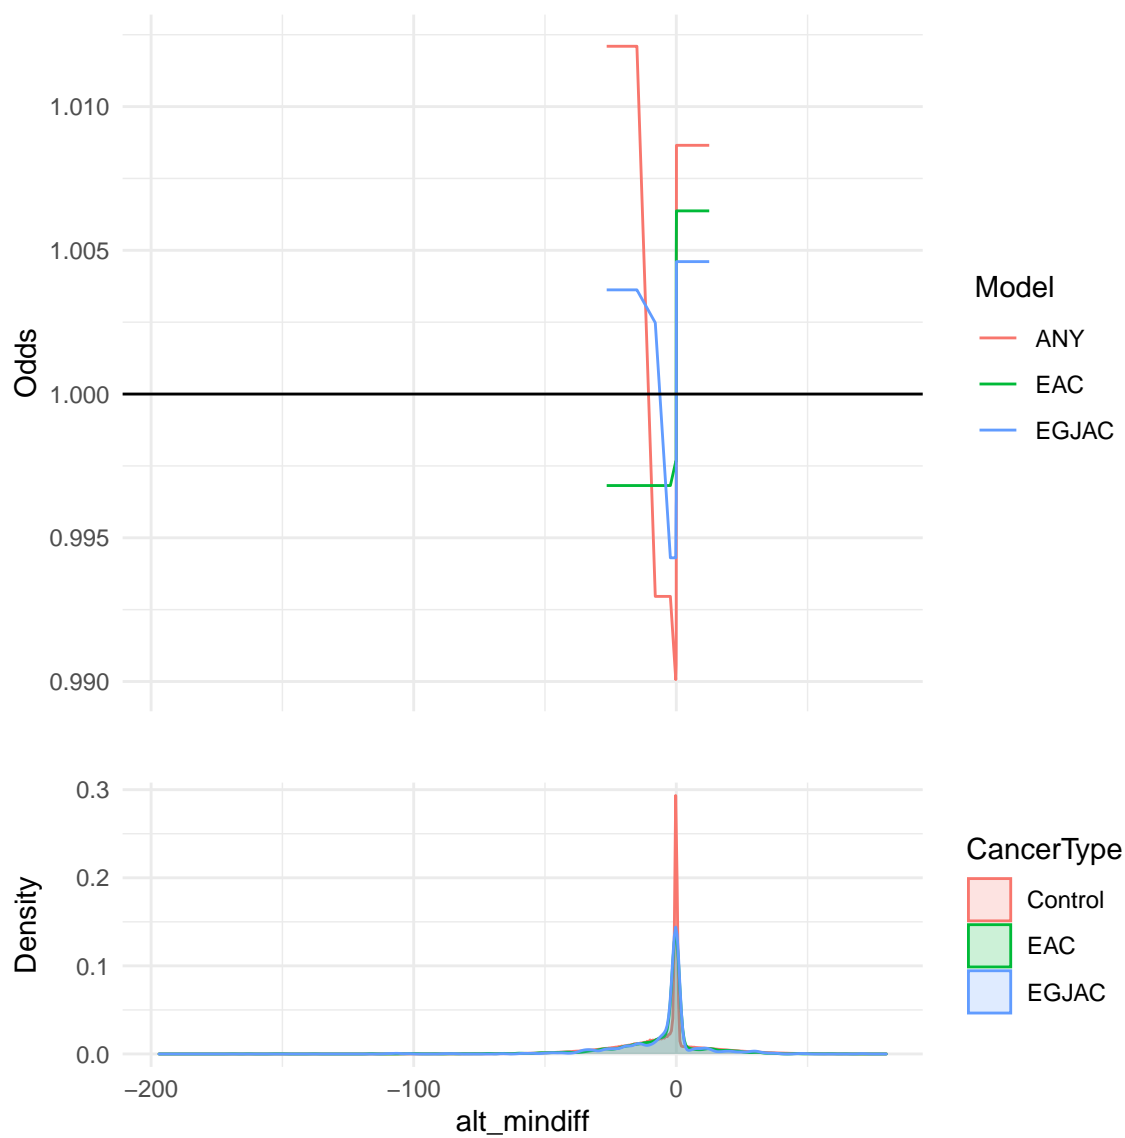 1.010
1.005
1.000
0.995
0.990
Odds
Model
ANY
EAC
EGJAC
0.3
0.2
0.1
0.0
Density
−200
−100
0
alt_mindiff
CancerType
Control
EAC
EGJAC